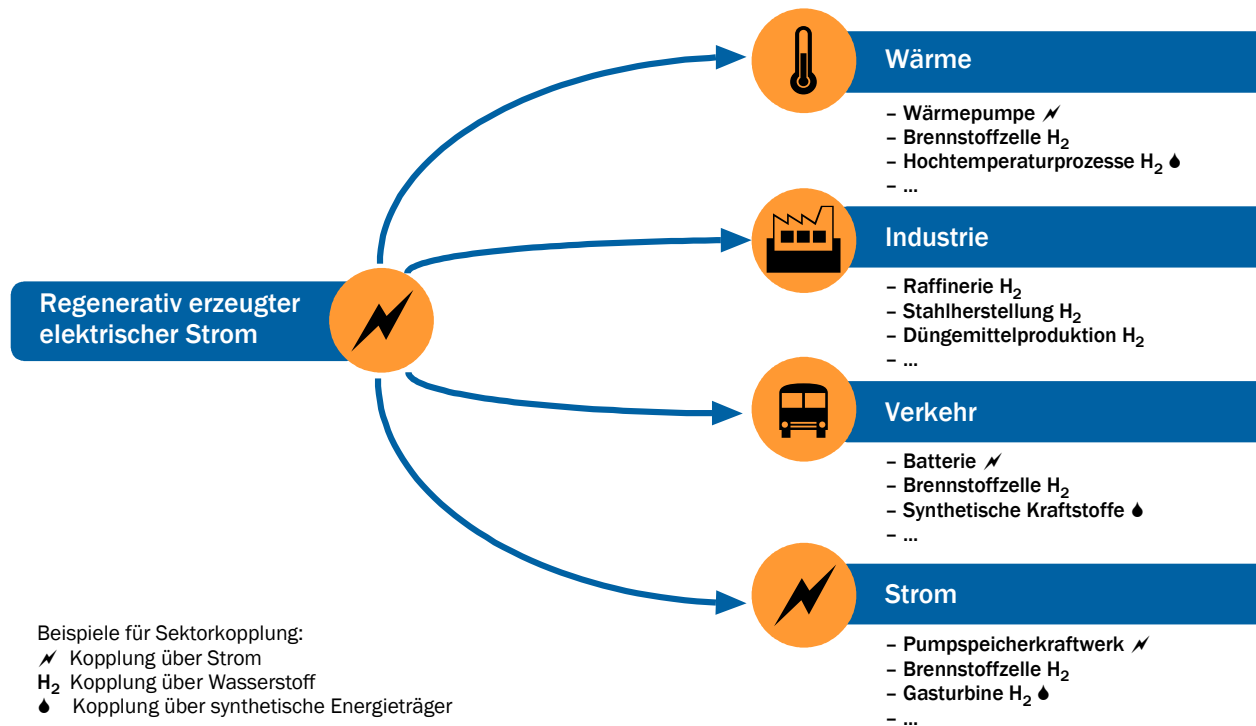 Regenerativ erzeugter
elektrischer Strom
Wärme
– Wärmepumpe
– Brennstoffzelle H₂
– Hochtemperaturprozesse H₂
– ...
Industrie
– Raffinerie H₂
– Stahlherstellung H₂
– Düngemittelproduktion H₂
– ...
Verkehr
– Batterie
– Brennstoffzelle H₂
– Synthetische Kraftstoffe
– ...
Strom
– Pumpspeicherkraftwerk
– Brennstoffzelle H₂
– Gasturbine H₂
– ...
Beispiele für Sektorkopplung:
Kopplung über Strom
H₂ Kopplung über Wasserstoff
Kopplung über synthetische Energieträger